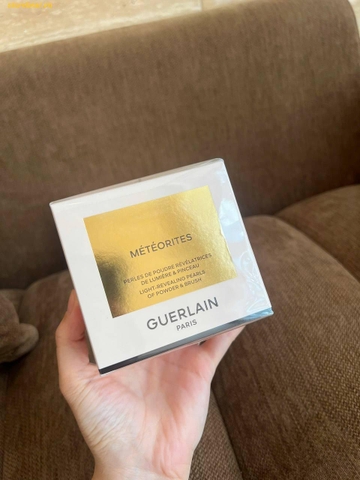 MÉTÉORITES
PERLES DE POUDRE RÉVÉLATRICES
DE LUMIÈRE & PINCEAU
LIGHT-REVEALING PEARLS
OF POWDER & BRUSH
GUERLAIN
PARIS